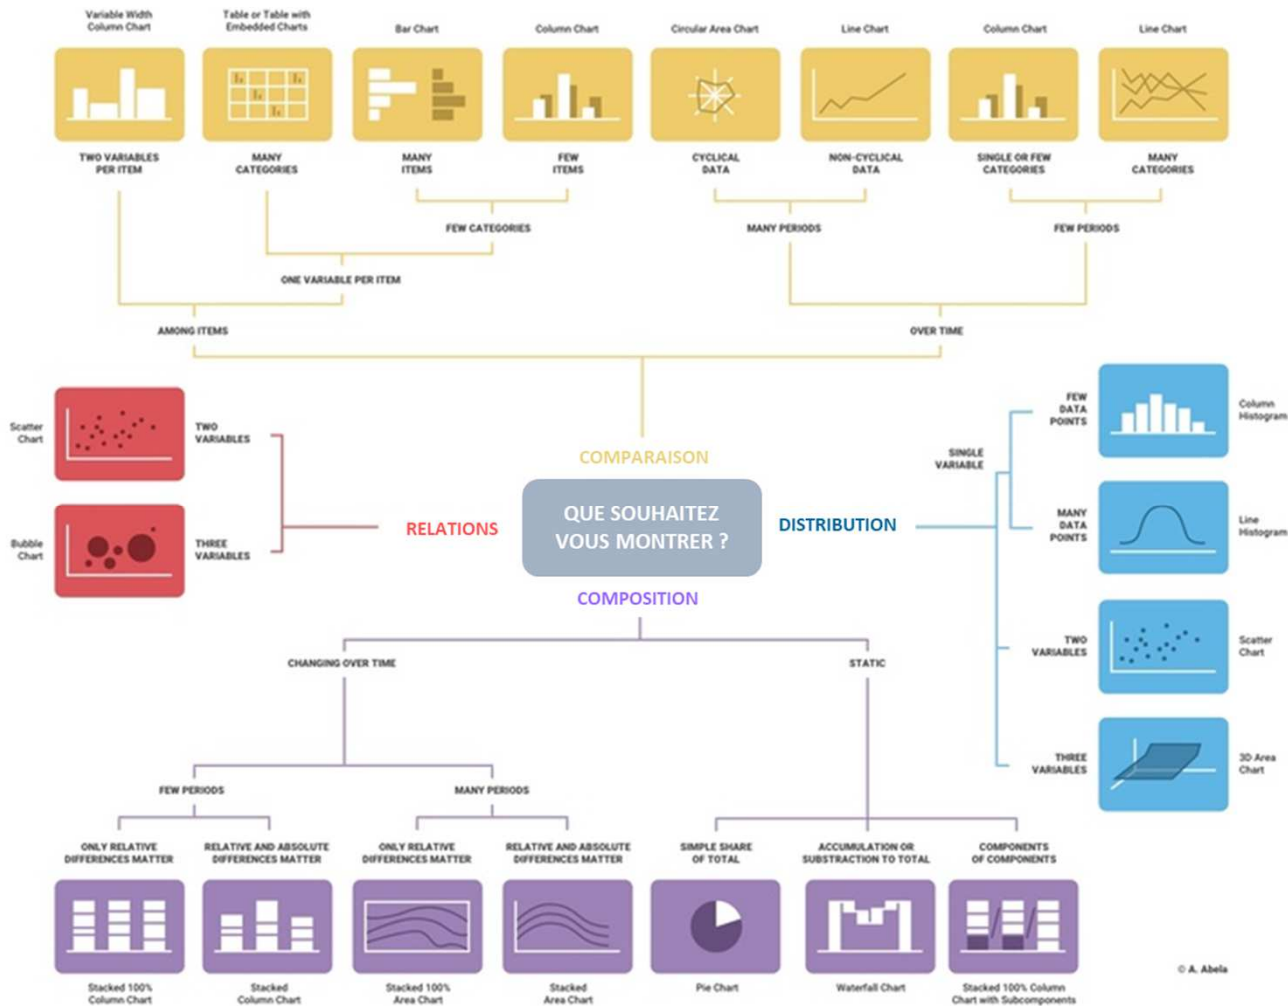 Variable Width
Column Chart
Table or Table with
Embedded Charts
Bar Chart
Column Chart
Circular Area Chart
Line Chart
Column Chart
Line Chart
TWO VARIABLES
PER ITEM
MANY
CATEGORIES
MANY
ITEMS
FEW
ITEMS
CYCLICAL
DATA
NON-CYCLICAL
DATA
SINGLE OR FEW
CATEGORIES
MANY
CATEGORIES
FEW CATEGORIES
MANY PERIODS
FEW PERIODS
ONE VARIABLE PER ITEM
AMONG ITEMS
OVER TIME
COMPARAISON
QUE SOUHAITEZ
VOUS MONTRER ?
RELATIONS
TWO
VARIABLES
Scatter
Chart
THREE
VARIABLES
Bubble
Chart
DISTRIBUTION
SINGLE
VARIABLE
FEW
DATA
POINTS
Column
Histogram
MANY
DATA
POINTS
Line
Histogram
TWO
VARIABLES
Scatter
Chart
THREE
VARIABLES
3D Area
Chart
COMPOSITION
CHANGING OVER TIME
STATIC
FEW PERIODS
MANY PERIODS
ONLY RELATIVE
DIFFERENCES MATTER
RELATIVE AND ABSOLUTE
DIFFERENCES MATTER
ONLY RELATIVE
DIFFERENCES MATTER
RELATIVE AND ABSOLUTE
DIFFERENCES MATTER
SIMPLE SHARE
OF TOTAL
ACCUMULATION OR
SUBSTRACTION TO TOTAL
COMPONENTS
OF COMPONENTS
Stacked 100%
Column Chart
Stacked
Column Chart
Stacked 100%
Area Chart
Stacked
Area Chart
Pie Chart
Waterfall Chart
Stacked 100% Column
Chart with Subcomponents
© A. Abela